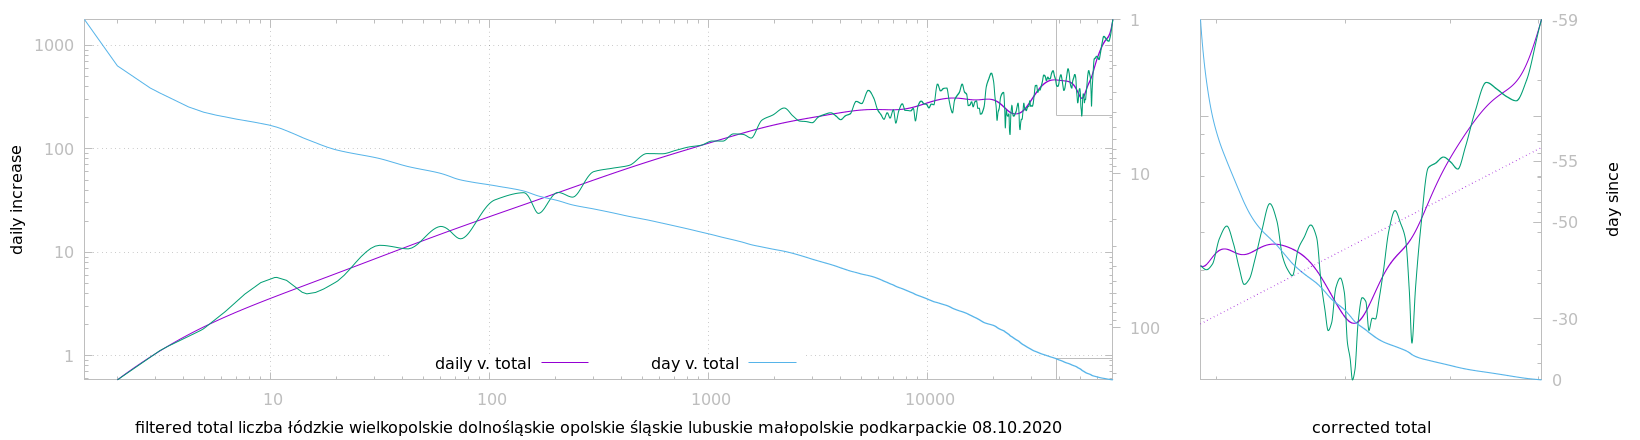 1000
100
10
1
daily increase
10
100
1000
10000
1
10
100
daily v. total
day v. total
filtered total liczba łódzkie wielkopolskie dolnośląskie opolskie śląskie lubuskie małopolskie podkarpackie 08.10.2020
-59
-55
-50
-30
0
day since
corrected total